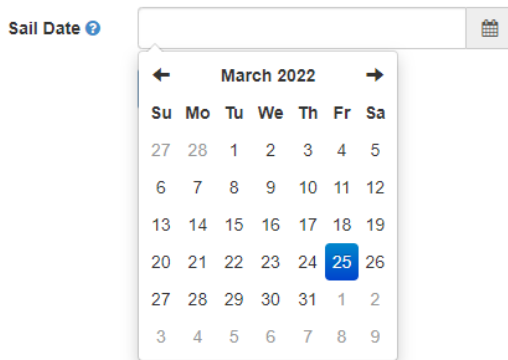 Sail Date
March 2022
Su Mo Tu We Th Fr Sa
27 28 1 2 3 4 5
6 7 8 9 10 11 12
13 14 15 16 17 18 19
20 21 22 23 24 25 26
27 28 29 30 31 1 2
3 4 5 6 7 8 9